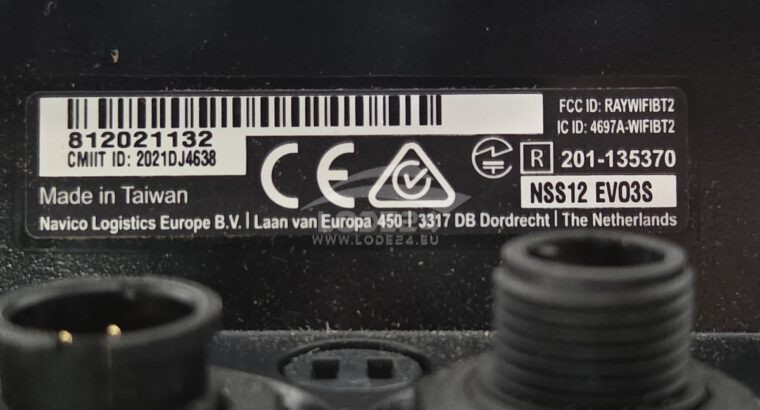 812021132
CMIIT ID: 2021DJ4638
FCC ID: RAYWIFIBT2
IC ID: 4697A-WIFIBT2
CE
R 201-135370
NSS12 EVO3S
Made in Taiwan
Navico Logistics Europe B.V. | Laan van Europa 450 | 3317 DB Dordrecht | The Netherlands
LODE24
WWW.LODE24.EU